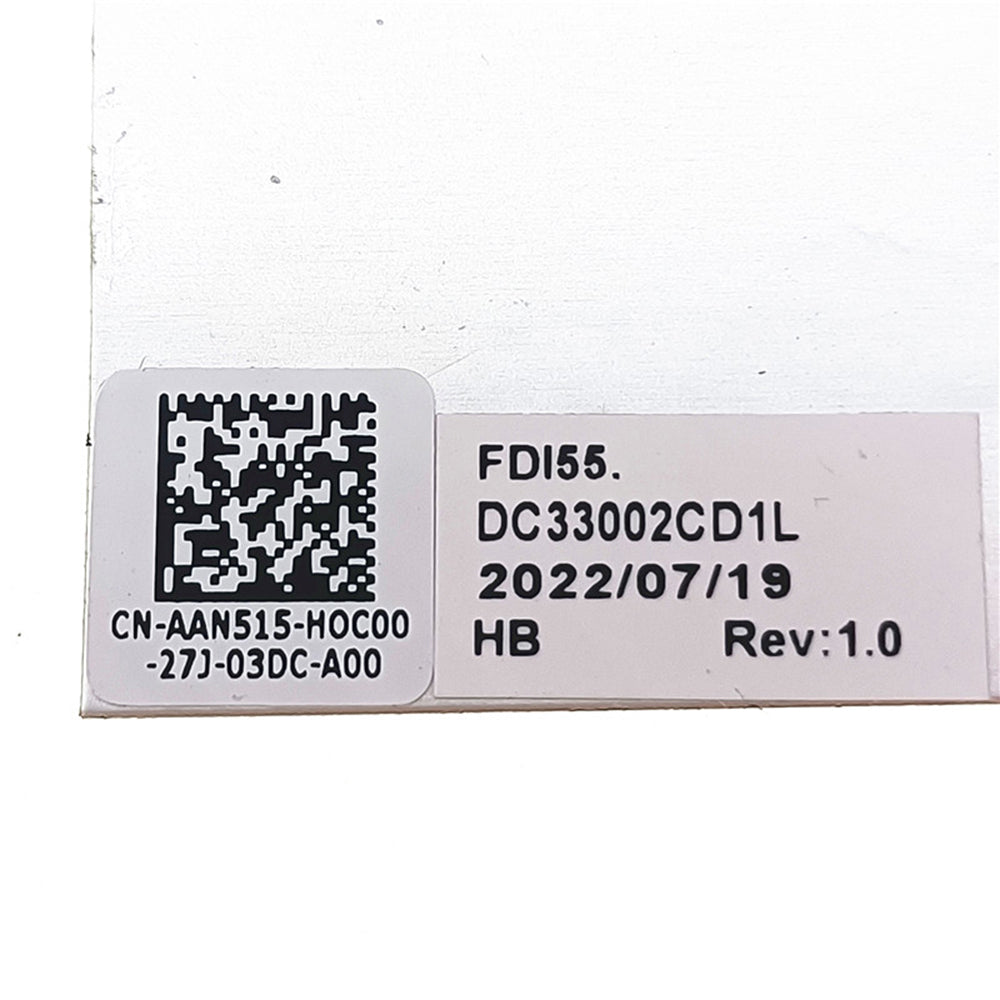 CN-AAN515-HOC00
-27J-03DC-A00
FDI55.
DC33002CD1L
2022/07/19
HB Rev:1.0